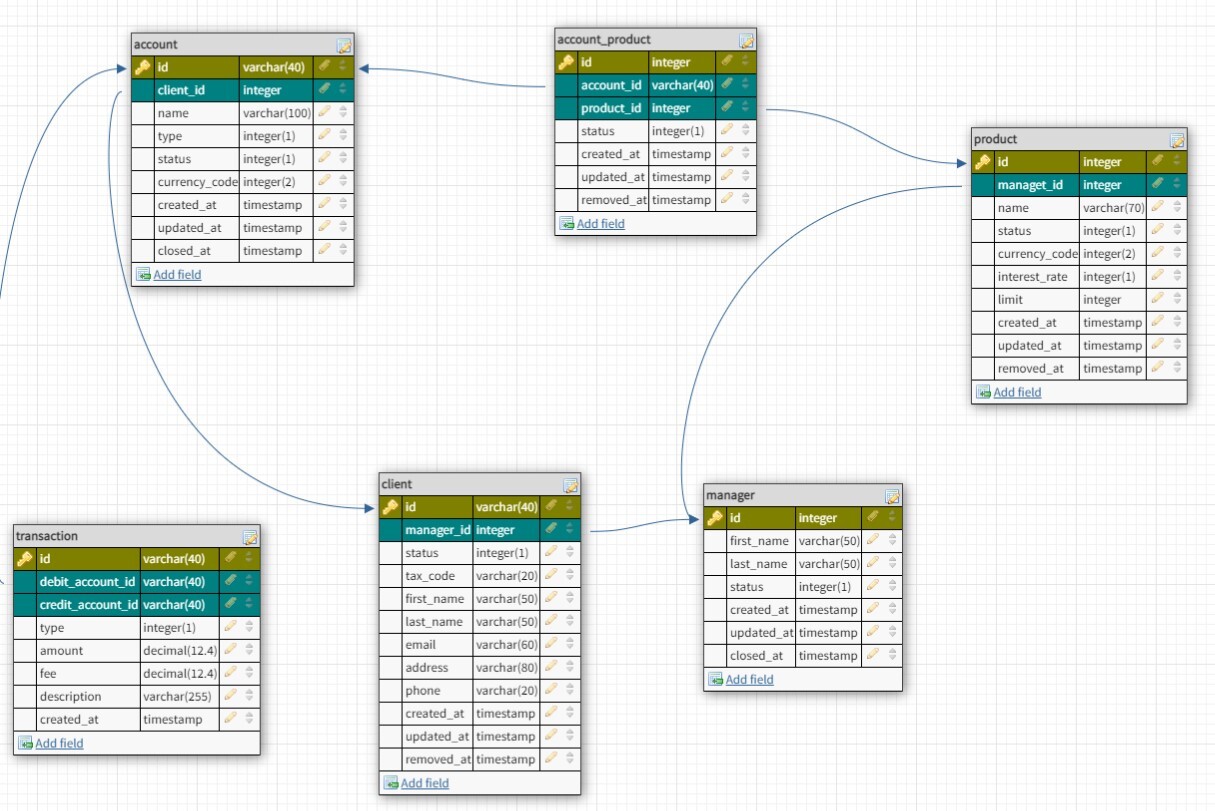 account
id varchar(40)
client_id integer
name varchar(100)
type integer(1)
status integer(1)
currency_code integer(2)
created_at timestamp
updated_at timestamp
closed_at timestamp
Add field
account_product
id integer
account_id varchar(40)
product_id integer
status integer(1)
created_at timestamp
updated_at timestamp
removed_at timestamp
Add field
product
id integer
managet_id integer
name varchar(70)
status integer(1)
currency_code integer(2)
interest_rate integer(1)
limit integer
created_at timestamp
updated_at timestamp
removed_at timestamp
Add field
transaction
id varchar(40)
debit_account_id varchar(40)
credit_account_id varchar(40)
type integer(1)
amount decimal(12.4)
fee decimal(12.4)
description varchar(255)
created_at timestamp
Add field
client
id varchar(40)
manager_id integer
status integer(1)
tax_code varchar(20)
first_name varchar(50)
last_name varchar(50)
email varchar(60)
address varchar(80)
phone varchar(20)
created_at timestamp
updated_at timestamp
removed_at timestamp
Add field
manager
id integer
first_name varchar(50)
last_name varchar(50)
status integer(1)
created_at timestamp
updated_at timestamp
closed_at timestamp
Add field